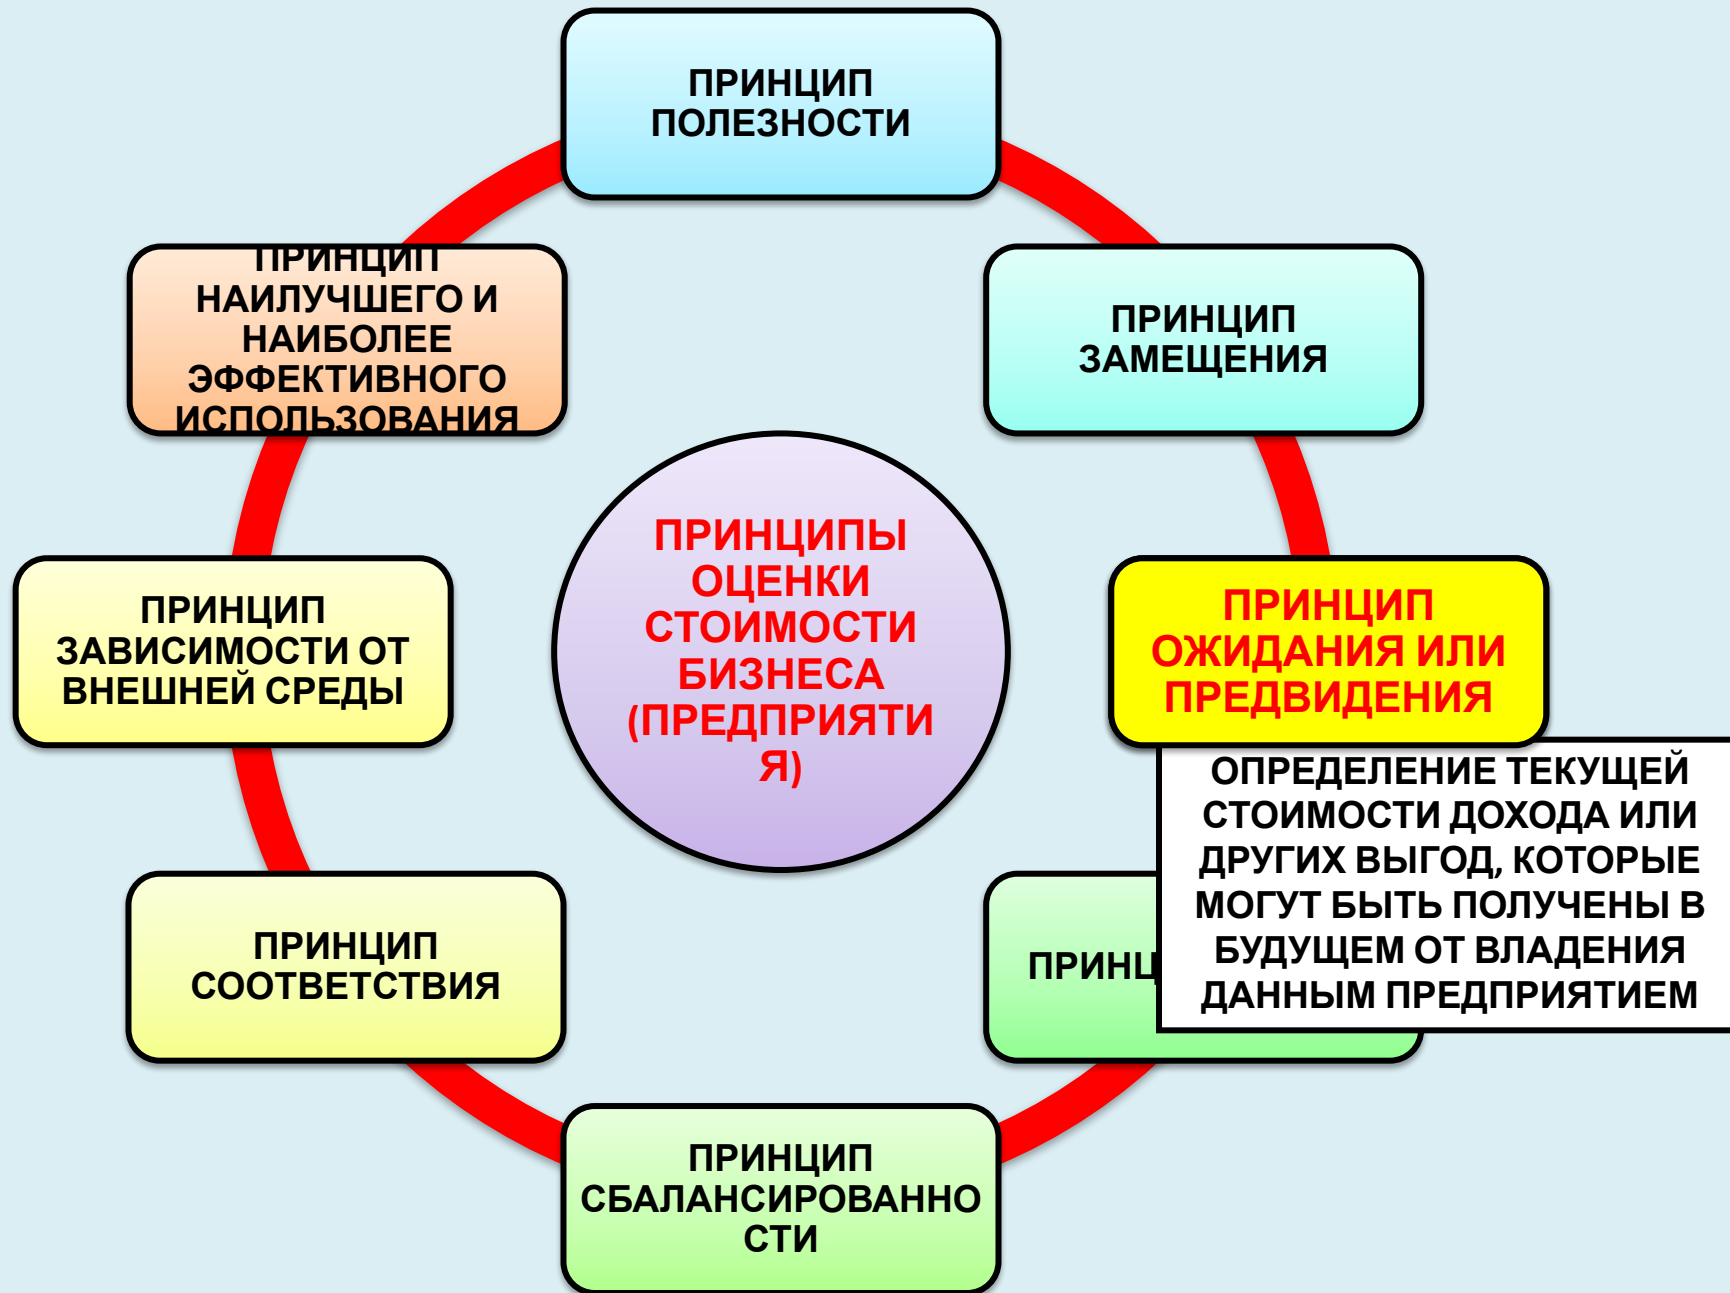 ПРИНЦИП
ПОЛЕЗНОСТИ
ПРИНЦИП
ЗАМЕЩЕНИЯ
ПРИНЦИП
ОЖИДАНИЯ ИЛИ
ПРЕДВИДЕНИЯ
ОПРЕДЕЛЕНИЕ ТЕКУЩЕЙ
СТОИМОСТИ ДОХОДА ИЛИ
ДРУГИХ ВЫГОД, КОТОРЫЕ
МОГУТ БЫТЬ ПОЛУЧЕНЫ В
БУДУЩЕМ ОТ ВЛАДЕНИЯ
ДАННЫМ ПРЕДПРИЯТИЕМ
ПРИНЦИП
СБАЛАНСИРОВАННО
СТИ
ПРИНЦИП
СООТВЕТСТВИЯ
ПРИНЦИП
ЗАВИСИМОСТИ ОТ
ВНЕШНЕЙ СРЕДЫ
ПРИНЦИП
НАИЛУЧШЕГО И
НАИБОЛЕЕ
ЭФФЕКТИВНОГО
ИСПОЛЬЗОВАНИЯ
ПРИНЦИПЫ
ОЦЕНКИ
СТОИМОСТИ
БИЗНЕСА
(ПРЕДПРИЯТИ
Я)